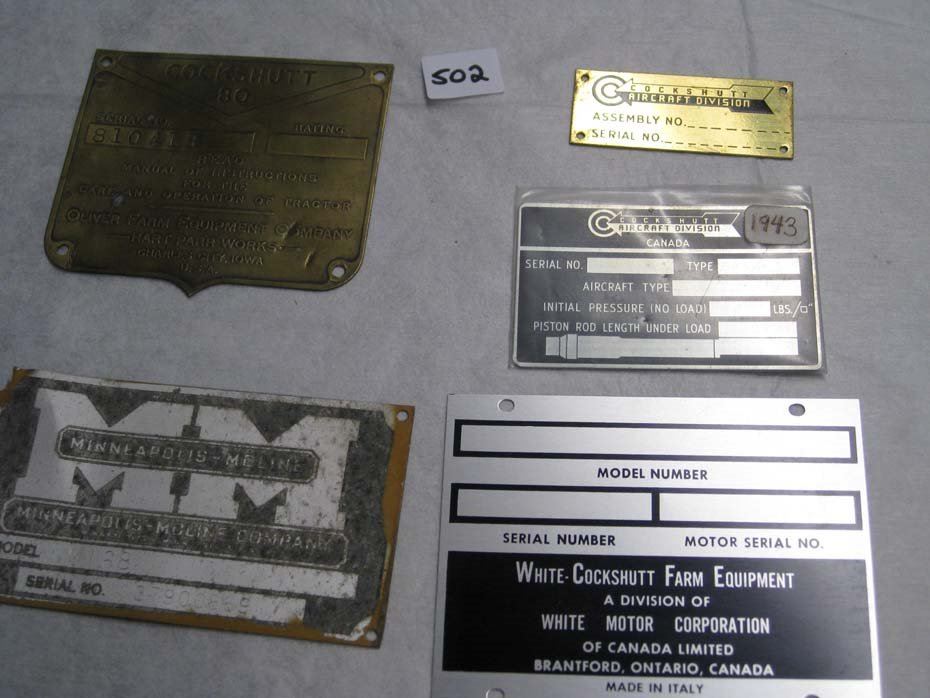 COCKSHUTT
80
SERIAL NO.
RATING
READ
MANUAL OF INSTRUCTIONS
FOR THE
CARE AND OPERATION OF TRACTOR
OLIVER FARM EQUIPMENT COMPANY
HART PARR WORKS
CHARLES CITY, IOWA
U.S.A.
502
COCKSHUTT
AIRCRAFT DIVISION
ASSEMBLY NO.
SERIAL NO.
COCKSHUTT
AIRCRAFT DIVISION
1943
CANADA
SERIAL NO. TYPE
AIRCRAFT TYPE
INITIAL PRESSURE (NO LOAD) LBS./□"
PISTON ROD LENGTH UNDER LOAD
MM
MINNEAPOLIS-MOLINE
MINNEAPOLIS-MOLINE COMPANY
MODEL
SERIAL NO.
MODEL NUMBER
SERIAL NUMBER MOTOR SERIAL NO.
WHITE-COCKSHUTT FARM EQUIPMENT
A DIVISION OF
WHITE MOTOR CORPORATION
OF CANADA LIMITED
BRANTFORD, ONTARIO, CANADA
MADE IN ITALY